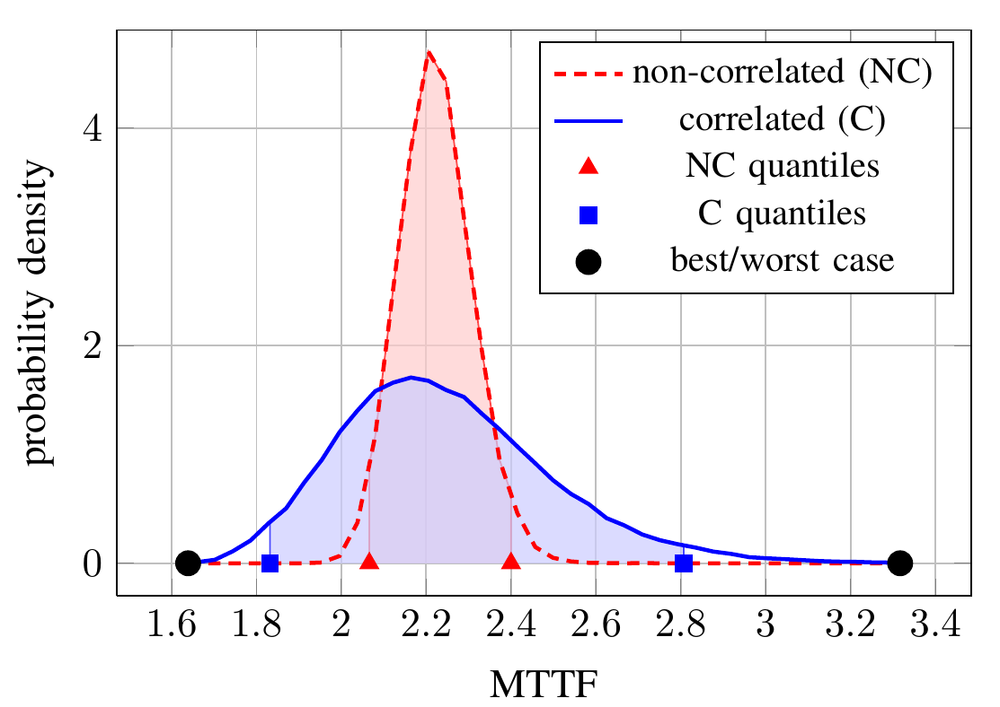 non-correlated (NC)
correlated (C)
NC quantiles
C quantiles
best/worst case
probability density
4
2
0
1.6 1.8 2 2.2 2.4 2.6 2.8 3 3.2 3.4
MTTF